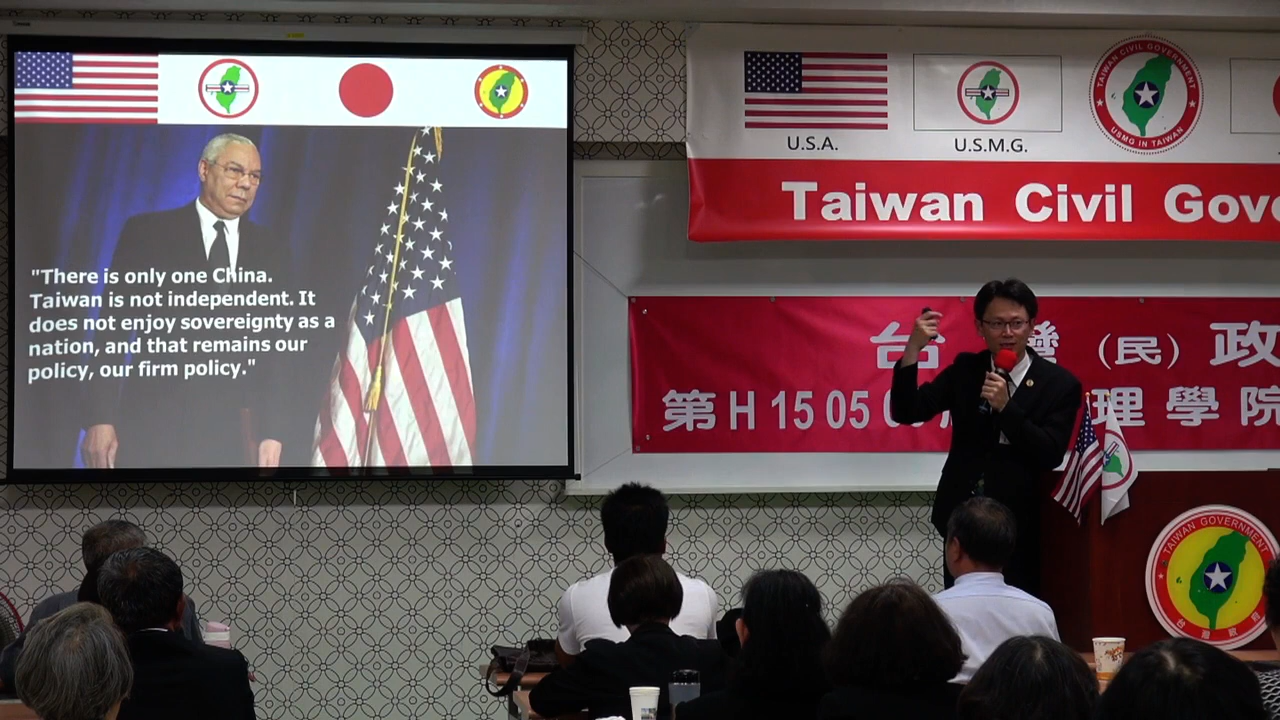 "There is only one China.
Taiwan is not independent. It
does not enjoy sovereignty as a
nation, and that remains our
policy, our firm policy."
U.S.A.
U.S.M.G.
TAIWAN CIVIL GOVERNMENT
USMG IN TAIWAN
Taiwan Civil Gove
台灣（民）政
第H 15 05 0 理學院
TAIWAN GOVERNMENT
台灣政府